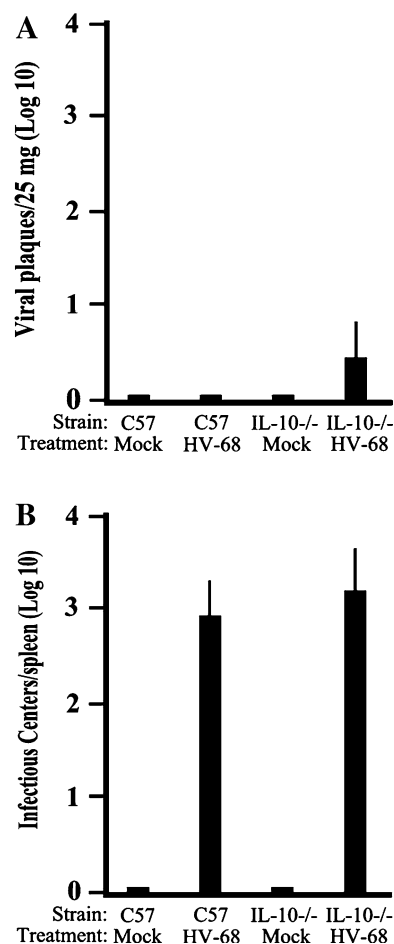 A
Viral plaques/25 mg (Log 10)
4
3
2
1
0
Strain: C57 C57 IL-10-/- IL-10-/-
Treatment: Mock HV-68 Mock HV-68
B
Infectious Centers/spleen (Log 10)
4
3
2
1
0
Strain: C57 C57 IL-10-/- IL-10-/-
Treatment: Mock HV-68 Mock HV-68